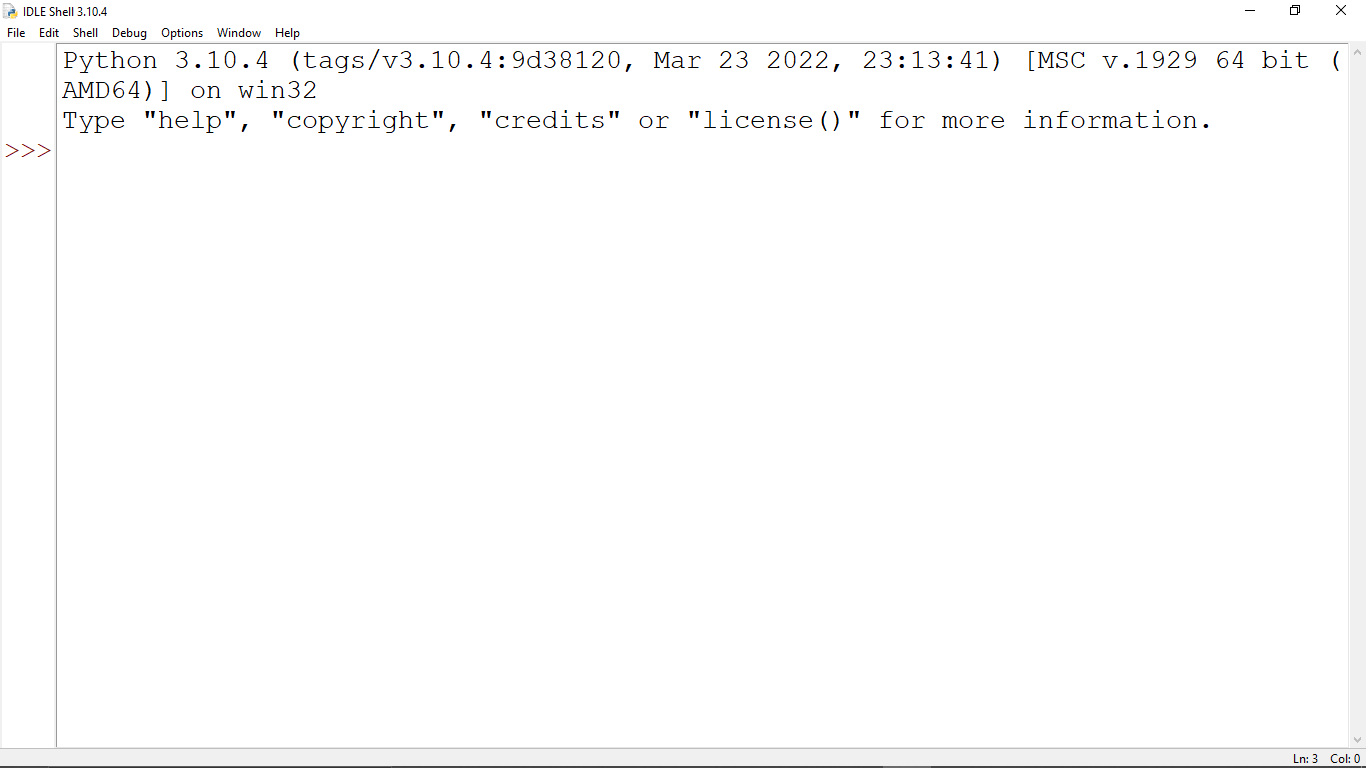 IDLE Shell 3.10.4
File Edit Shell Debug Options Window Help
Python 3.10.4 (tags/v3.10.4:9d38120, Mar 23 2022, 23:13:41) [MSC v.1929 64 bit (
AMD64)] on win32
Type "help", "copyright", "credits" or "license()" for more information.
>>>
Ln: 3 Col: 0